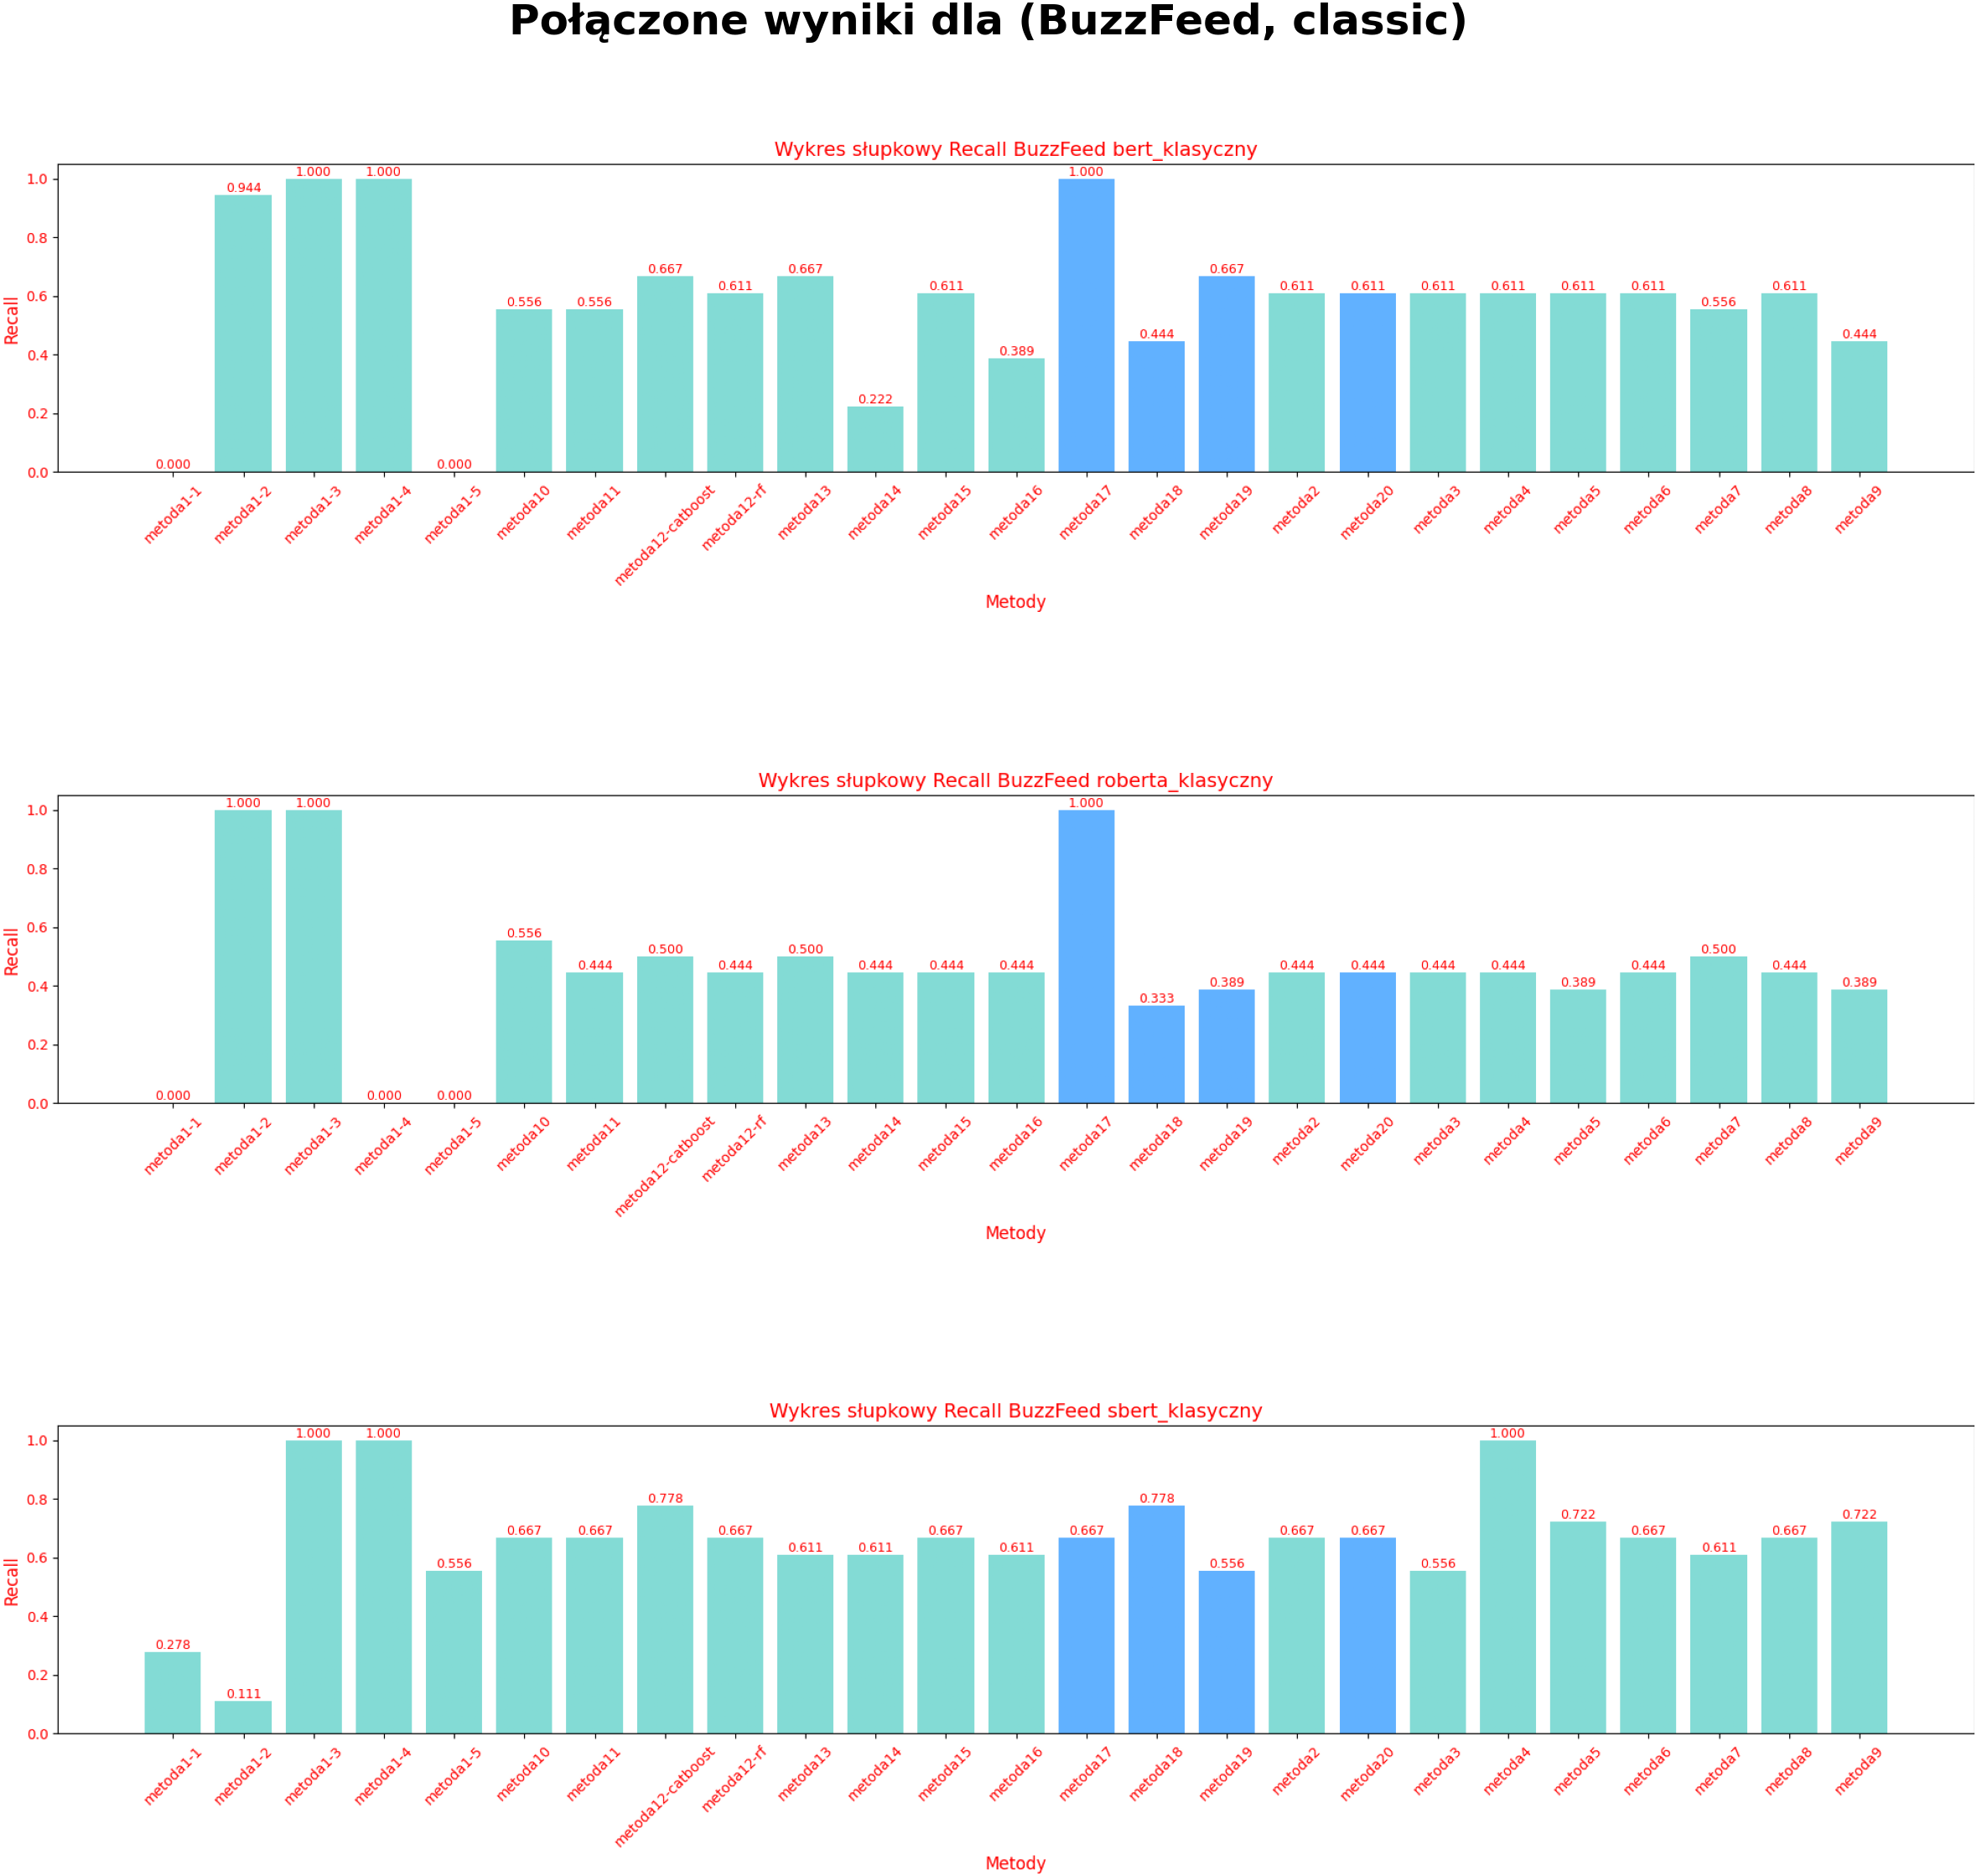 Połączone wyniki dla (BuzzFeed, classic)
Wykres słupkowy Recall BuzzFeed bert_klasyczny
Recall
1.0
0.8
0.6
0.4
0.2
0.0
0.000 0.944 1.000 1.000 0.000 0.556 0.556 0.667 0.611 0.667 0.222 0.611 0.389 1.000 0.444 0.667 0.611 0.611 0.611 0.611 0.611 0.611 0.556 0.611 0.444
metoda1-1 metoda1-2 metoda1-3 metoda1-4 metoda1-5 metoda10 metoda11 metoda12-catboost metoda12-rf metoda13 metoda14 metoda15 metoda16 metoda17 metoda18 metoda19 metoda2 metoda20 metoda3 metoda4 metoda5 metoda6 metoda7 metoda8 metoda9
Metody
Wykres słupkowy Recall BuzzFeed roberta_klasyczny
Recall
1.0
0.8
0.6
0.4
0.2
0.0
0.000 1.000 1.000 0.000 0.000 0.556 0.444 0.500 0.444 0.500 0.444 0.444 0.444 1.000 0.333 0.389 0.444 0.444 0.444 0.444 0.389 0.444 0.500 0.444 0.389
metoda1-1 metoda1-2 metoda1-3 metoda1-4 metoda1-5 metoda10 metoda11 metoda12-catboost metoda12-rf metoda13 metoda14 metoda15 metoda16 metoda17 metoda18 metoda19 metoda2 metoda20 metoda3 metoda4 metoda5 metoda6 metoda7 metoda8 metoda9
Metody
Wykres słupkowy Recall BuzzFeed sbert_klasyczny
Recall
1.0
0.8
0.6
0.4
0.2
0.0
0.278 0.111 1.000 1.000 0.556 0.667 0.667 0.778 0.667 0.611 0.611 0.667 0.611 0.667 0.778 0.556 0.667 0.667 0.556 1.000 0.722 0.667 0.611 0.667 0.722
metoda1-1 metoda1-2 metoda1-3 metoda1-4 metoda1-5 metoda10 metoda11 metoda12-catboost metoda12-rf metoda13 metoda14 metoda15 metoda16 metoda17 metoda18 metoda19 metoda2 metoda20 metoda3 metoda4 metoda5 metoda6 metoda7 metoda8 metoda9
Metody